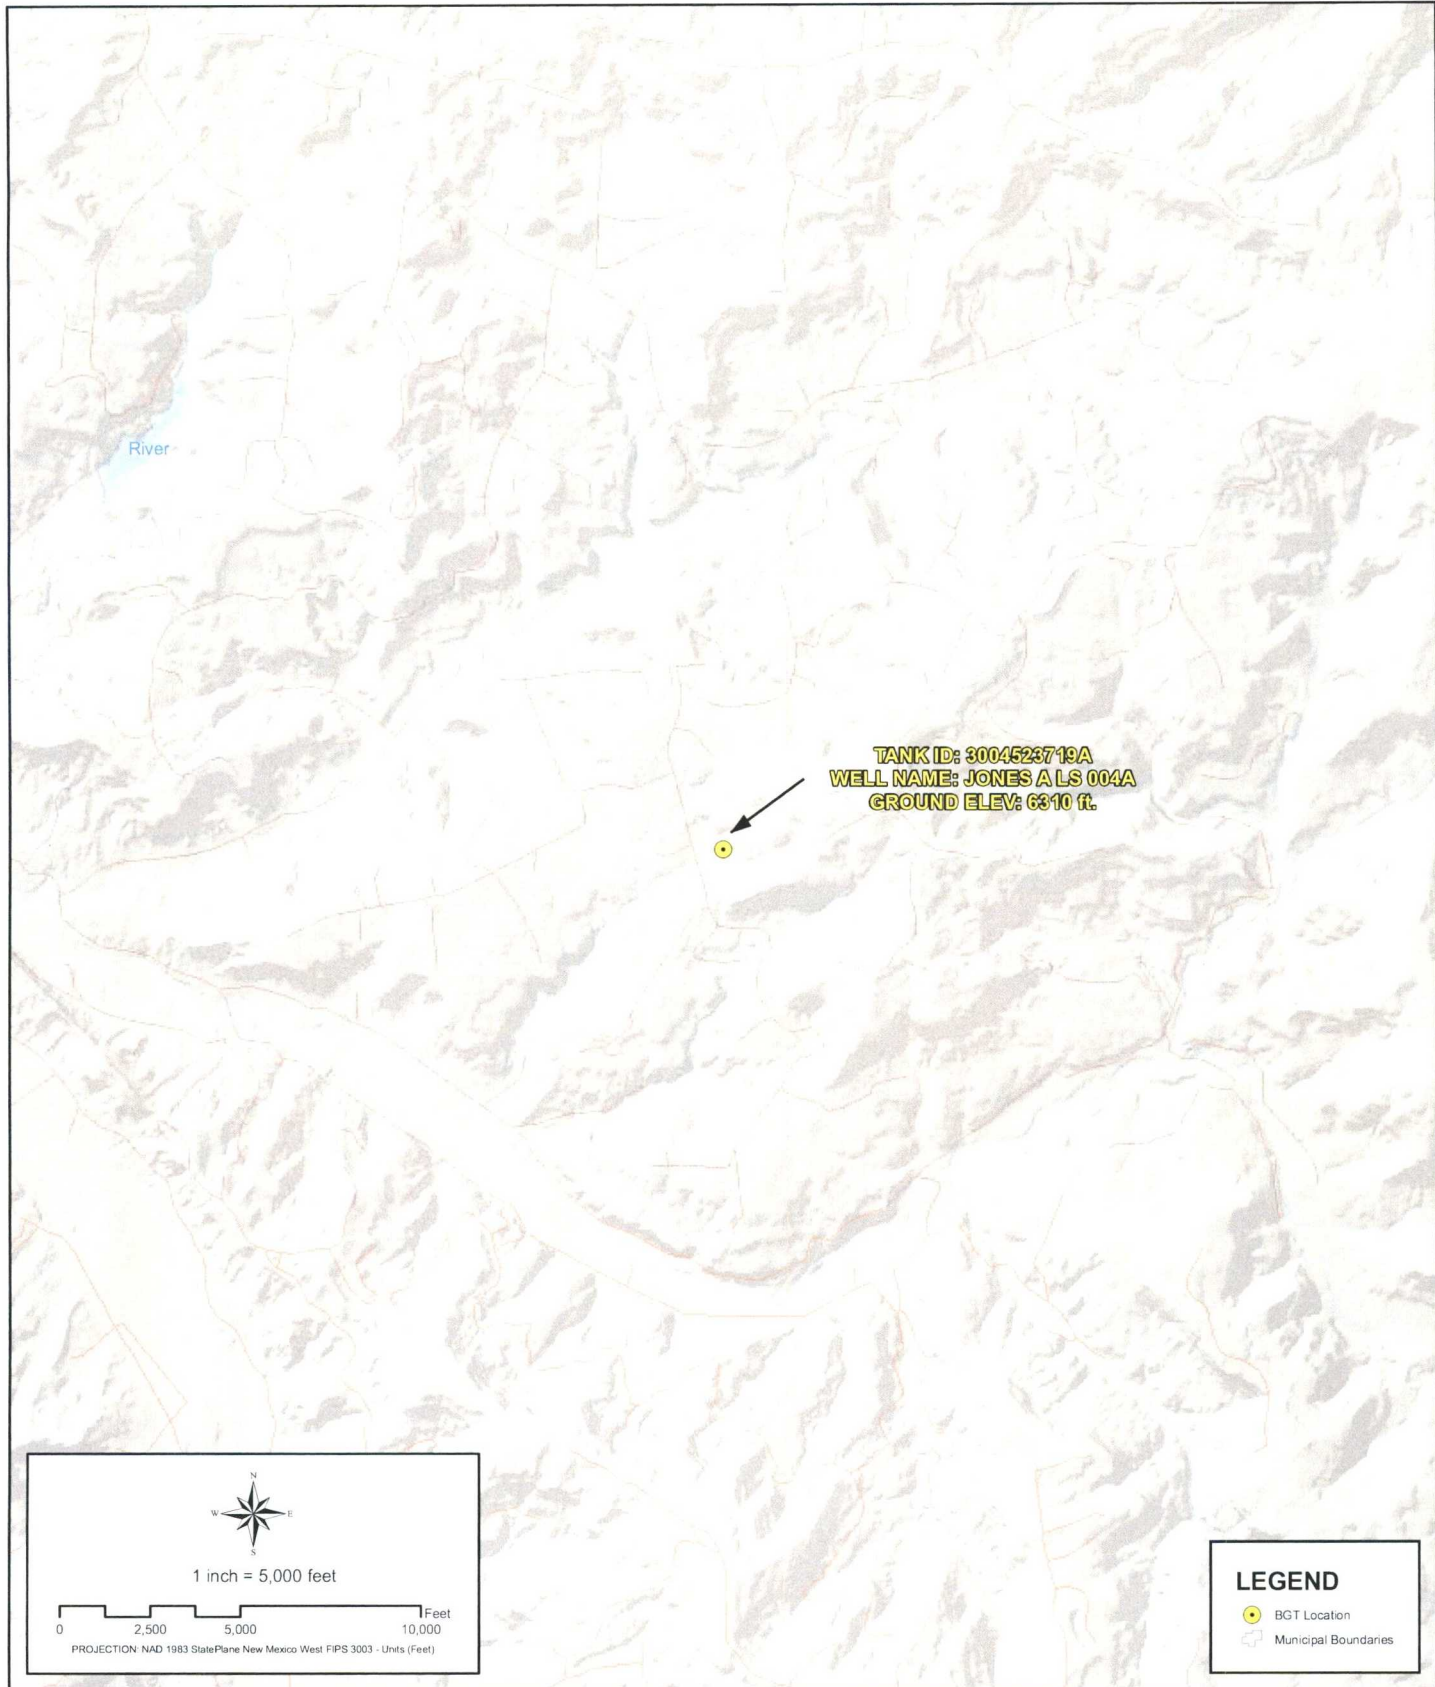 River
TANK ID: 3004523719A
WELL NAME: JONES A LS 004A
GROUND ELEV: 6310 ft.
N
W E
S
1 inch = 5,000 feet
Feet
0 2,500 5,000 10,000
PROJECTION: NAD 1983 StatePlane New Mexico West FIPS 3003 - Units (Feet)
LEGEND
BGT Location
Municipal Boundaries